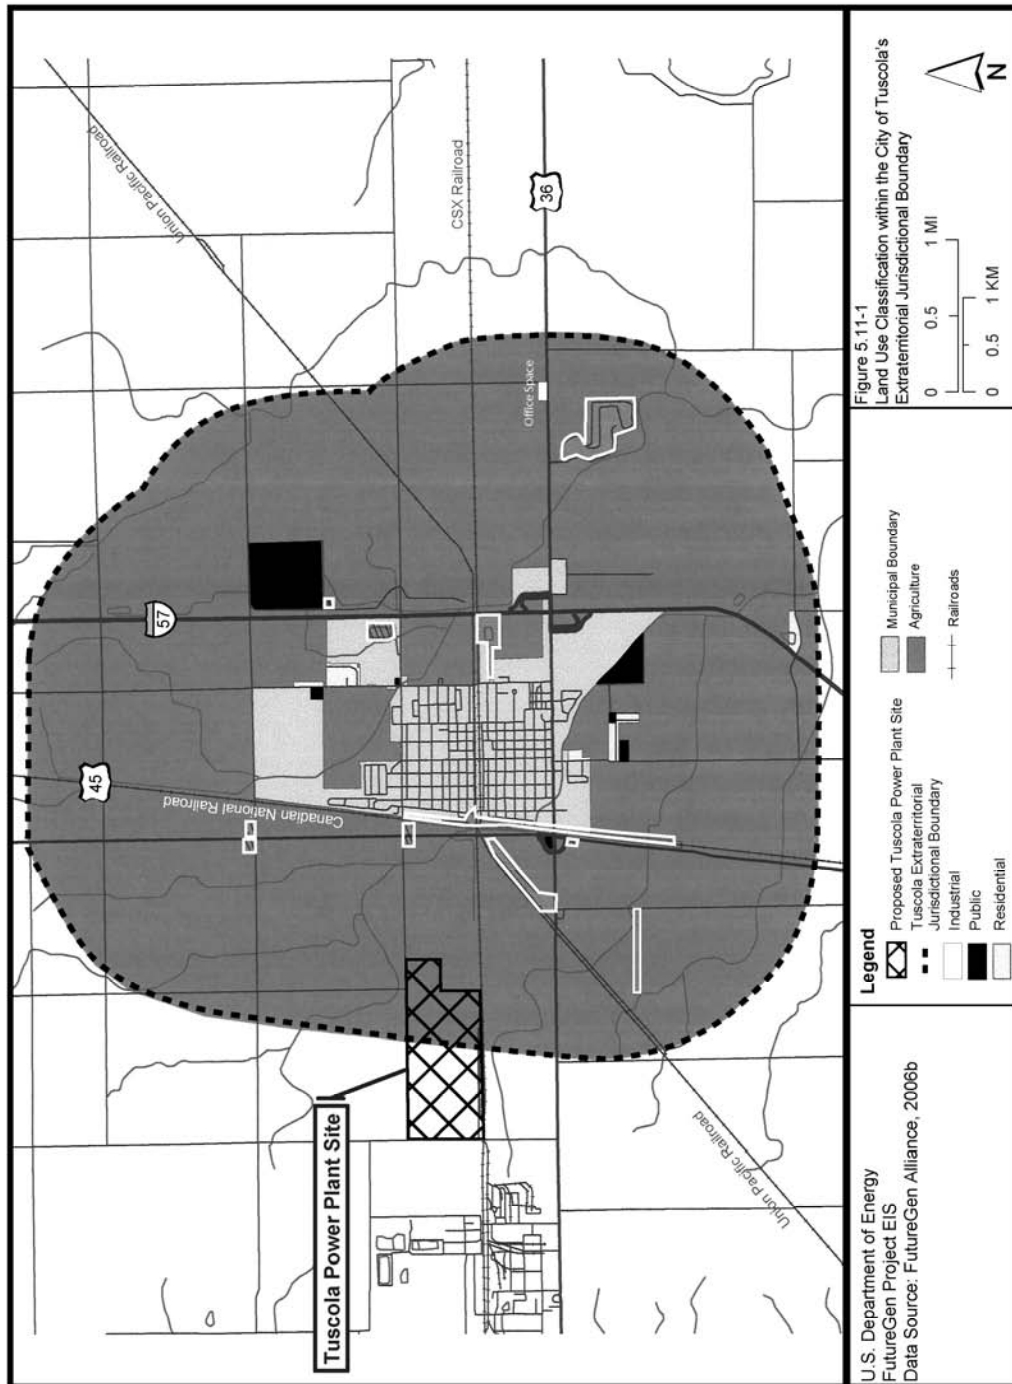 Union Pacific Railroad
CSX Railroad
36
57
45
Canadian National Railroad
Office Space
Tuscola Power Plant Site
Union Pacific Railroad
U.S. Department of Energy
FutureGen Project EIS
Data Source: FutureGen Alliance, 2006b
Legend
Proposed Tuscola Power Plant Site
Tuscola Extraterritorial
Jurisdictional Boundary
Industrial
Public
Residential
Municipal Boundary
Agriculture
Railroads
Figure 5.11-1
Land Use Classification within the City of Tuscola's
Extraterritorial Jurisdictional Boundary
0 0.5 1 MI
0 0.5 1 KM
N